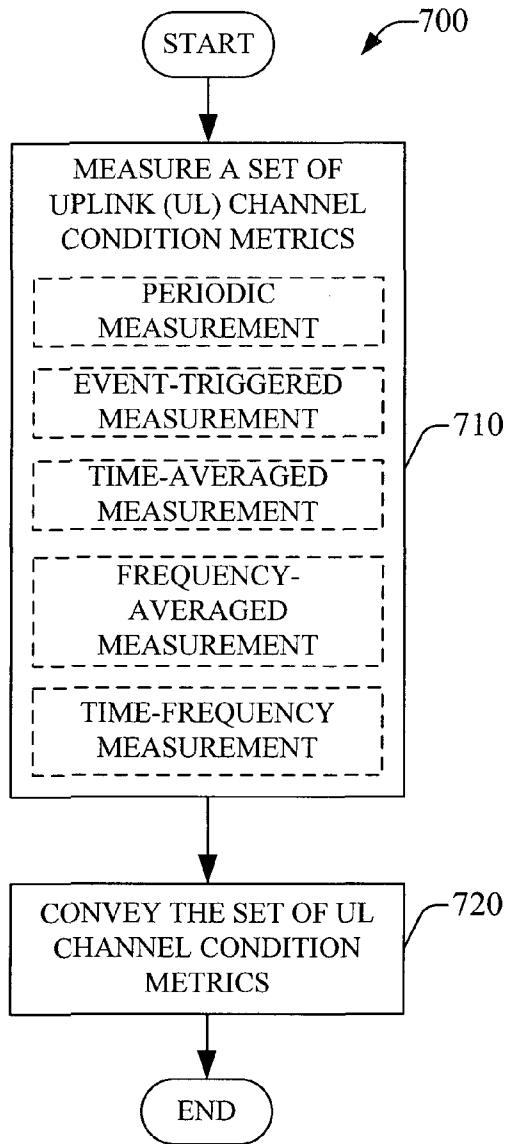 START
700
MEASURE A SET OF
UPLINK (UL) CHANNEL
CONDITION METRICS
PERIODIC
MEASUREMENT
EVENT-TRIGGERED
MEASUREMENT
710
TIME-AVERAGED
MEASUREMENT
FREQUENCY-
AVERAGED
MEASUREMENT
TIME-FREQUENCY
MEASUREMENT
CONVEY THE SET OF UL
CHANNEL CONDITION
METRICS
720
END